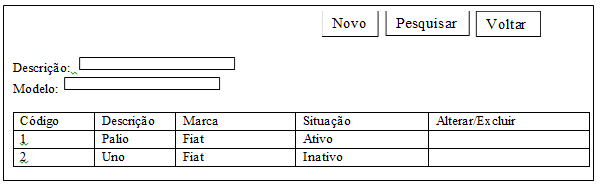 Novo Pesquisar Voltar
Descrição:
Modelo:
Código Descrição Marca Situação Alterar/Excluir
1 Palio Fiat Ativo
2 Uno Fiat Inativo